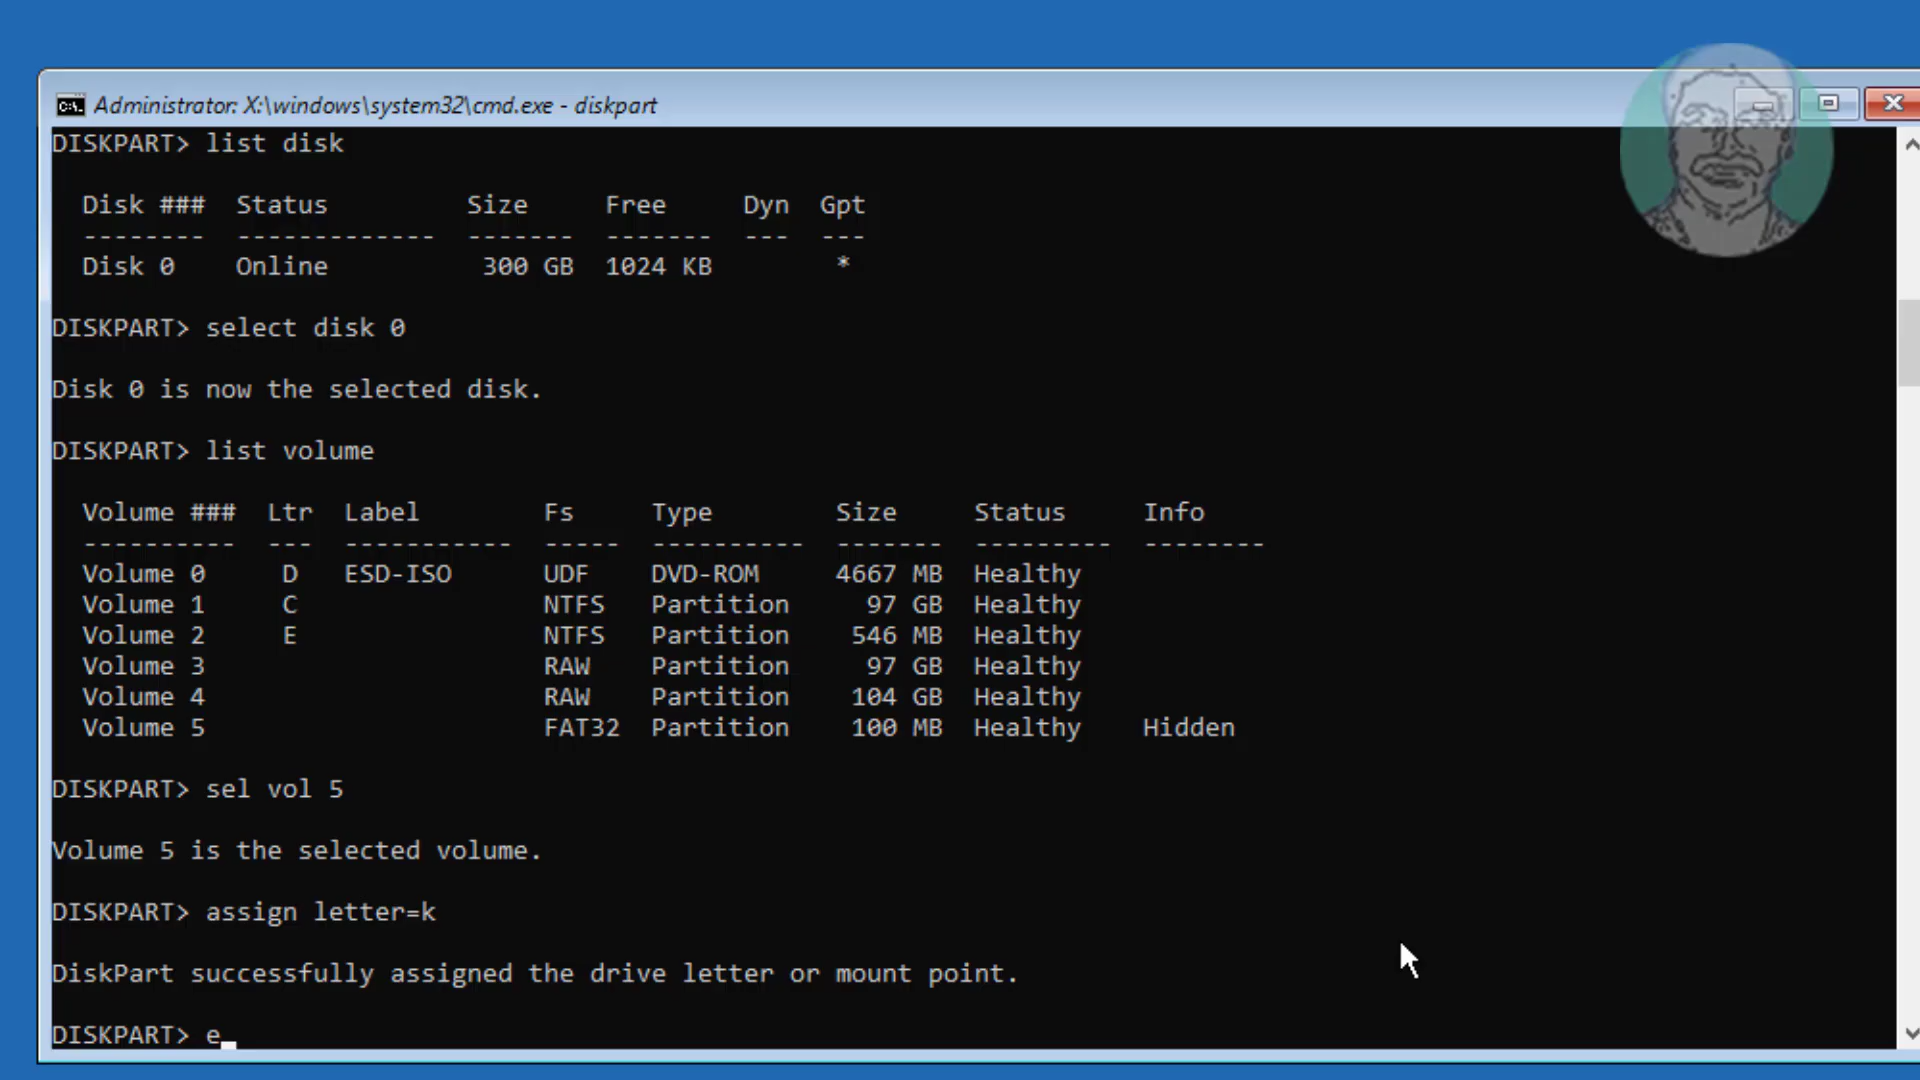 Administrator: X:\windows\system32\cmd.exe - diskpart
DISKPART> list disk
Disk ### Status Size Free Dyn Gpt
-------- ------------- ------- ------- --- ---
Disk 0 Online 300 GB 1024 KB *
DISKPART> select disk 0
Disk 0 is now the selected disk.
DISKPART> list volume
Volume ### Ltr Label Fs Type Size Status Info
---------- --- ----------- ----- ---------- ------- --------- --------
Volume 0 D ESD-ISO UDF DVD-ROM 4667 MB Healthy
Volume 1 C NTFS Partition 97 GB Healthy
Volume 2 E NTFS Partition 546 MB Healthy
Volume 3 RAW Partition 97 GB Healthy
Volume 4 RAW Partition 104 GB Healthy
Volume 5 FAT32 Partition 100 MB Healthy Hidden
DISKPART> sel vol 5
Volume 5 is the selected volume.
DISKPART> assign letter=k
DiskPart successfully assigned the drive letter or mount point.
DISKPART> e